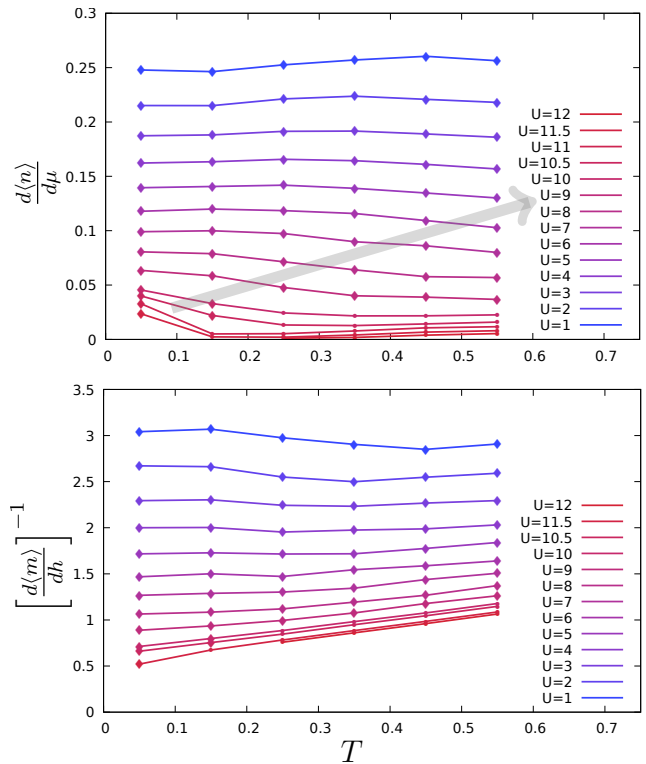 0.3
0.25
0.2
0.15
0.1
0.05
0
d⟨n⟩
dμ
U=12
U=11.5
U=11
U=10.5
U=10
U=9
U=8
U=7
U=6
U=5
U=4
U=3
U=2
U=1
0 0.1 0.2 0.3 0.4 0.5 0.6 0.7
3.5
3
2.5
2
1.5
1
0.5
0
[d⟨m⟩/dh]⁻¹
U=12
U=11.5
U=10.5
U=10
U=9
U=8
U=7
U=6
U=5
U=4
U=3
U=2
U=1
0 0.1 0.2 0.3 0.4 0.5 0.6 0.7
T